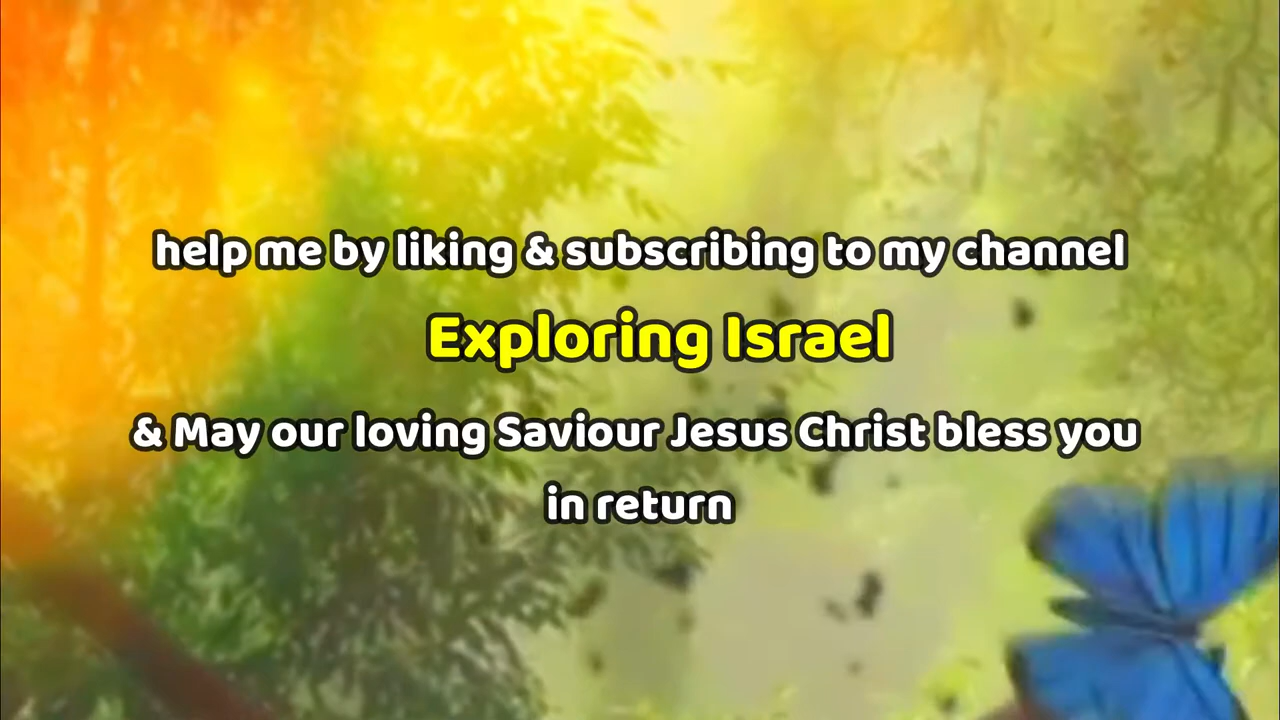 help me by liking & subscribing to my channel
Exploring Israel
& May our loving Saviour Jesus Christ bless you
in return